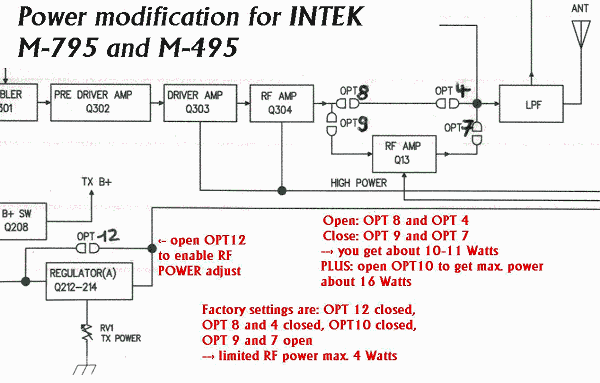 Power modification for INTEK
M-795 and M-495
ANT
BLER
301
PRE DRIVER AMP
Q302
DRIVER AMP
Q303
RF AMP
Q304
OPT 8
OPT 4
LPF
OPT 9
OPT 7
RF AMP
Q13
HIGH POWER
TX B+
B+ SW
Q208
OPT 12
REGULATOR(A)
Q212-214
RV1
TX POWER
<- open OPT12
to enable RF
POWER adjust
Open: OPT 8 and OPT 4
Close: OPT 9 and OPT 7
--> you get about 10-11 Watts
PLUS: open OPT10 to get max. power
about 16 Watts
Factory settings are: OPT 12 closed,
OPT 8 and 4 closed, OPT10 closed,
OPT 9 and 7 open
--> limited RF power max. 4 Watts